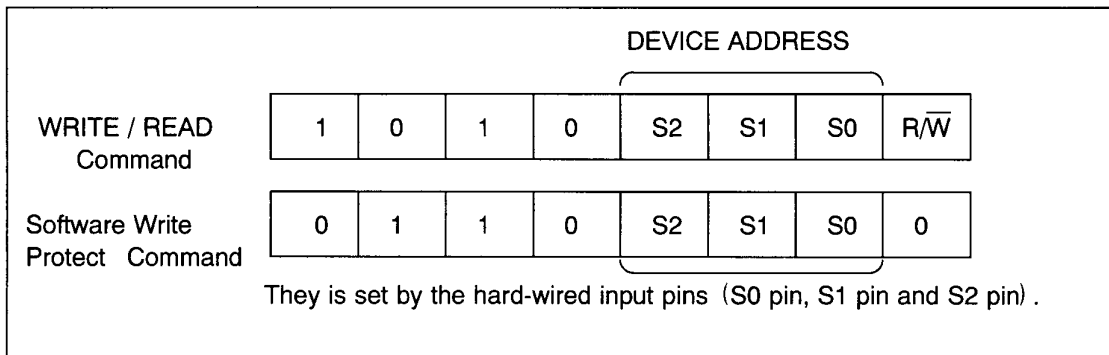 DEVICE ADDRESS
WRITE / READ
Command
1 0 1 0 S2 S1 S0 R/W̅
Software Write
Protect Command
0 1 1 0 S2 S1 S0 0
They is set by the hard-wired input pins (S0 pin, S1 pin and S2 pin) .